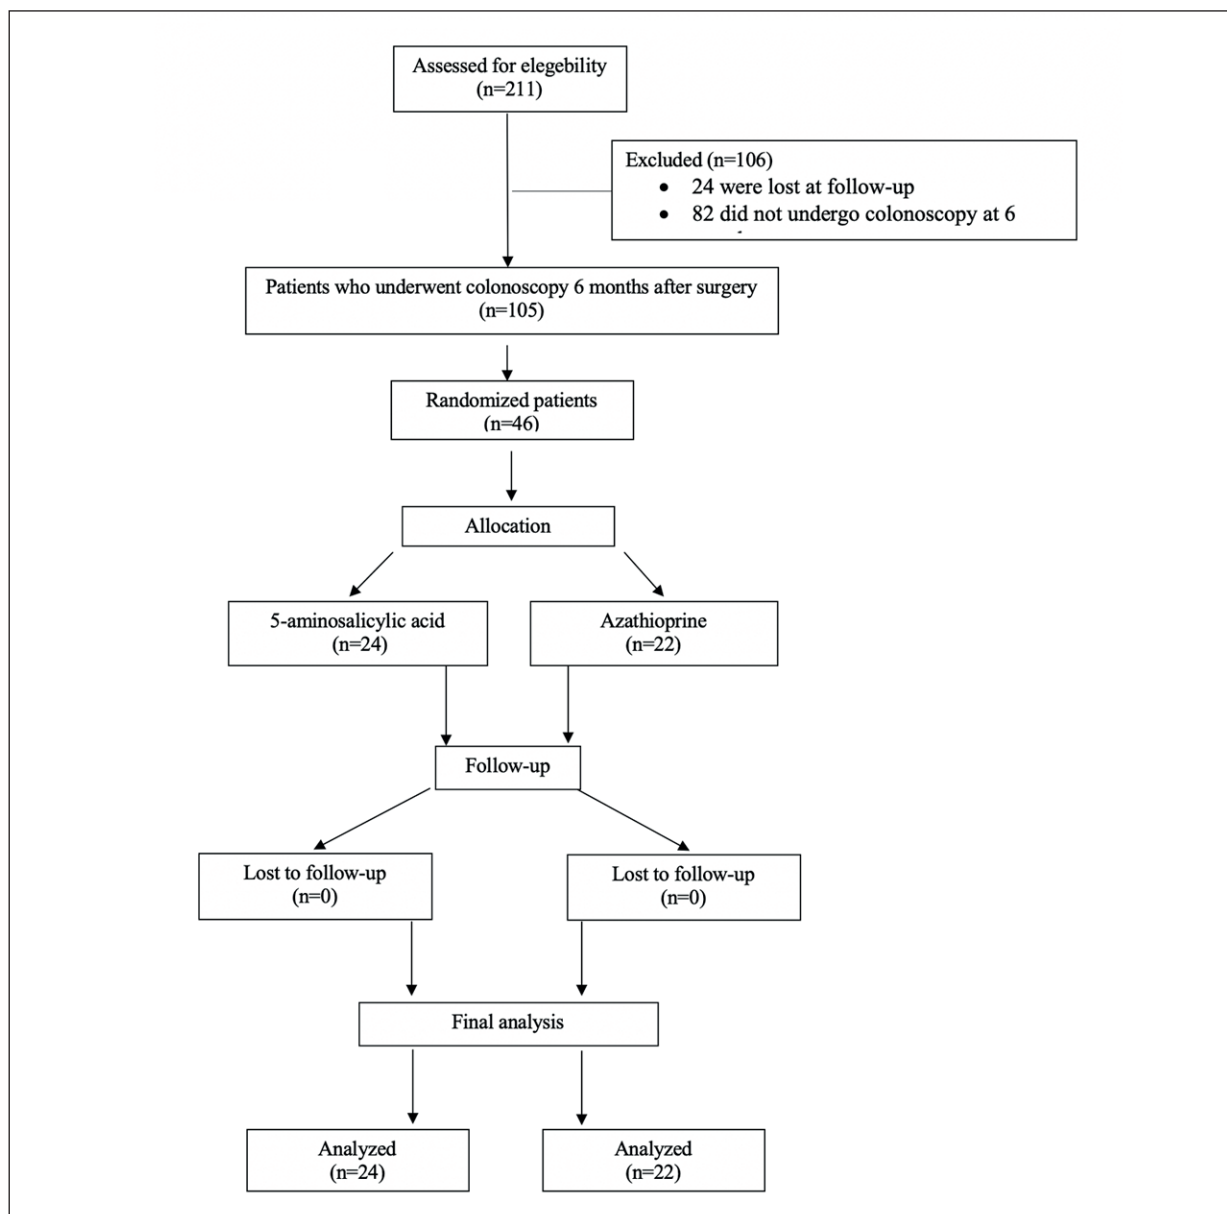 Assessed for elegebility
(n=211)
Excluded (n=106)
• 24 were lost at follow-up
• 82 did not undergo colonoscopy at 6
Patients who underwent colonoscopy 6 months after surgery
(n=105)
Randomized patients
(n=46)
Allocation
5-aminosalicylic acid
(n=24)
Azathioprine
(n=22)
Follow-up
Lost to follow-up
(n=0)
Lost to follow-up
(n=0)
Final analysis
Analyzed
(n=24)
Analyzed
(n=22)